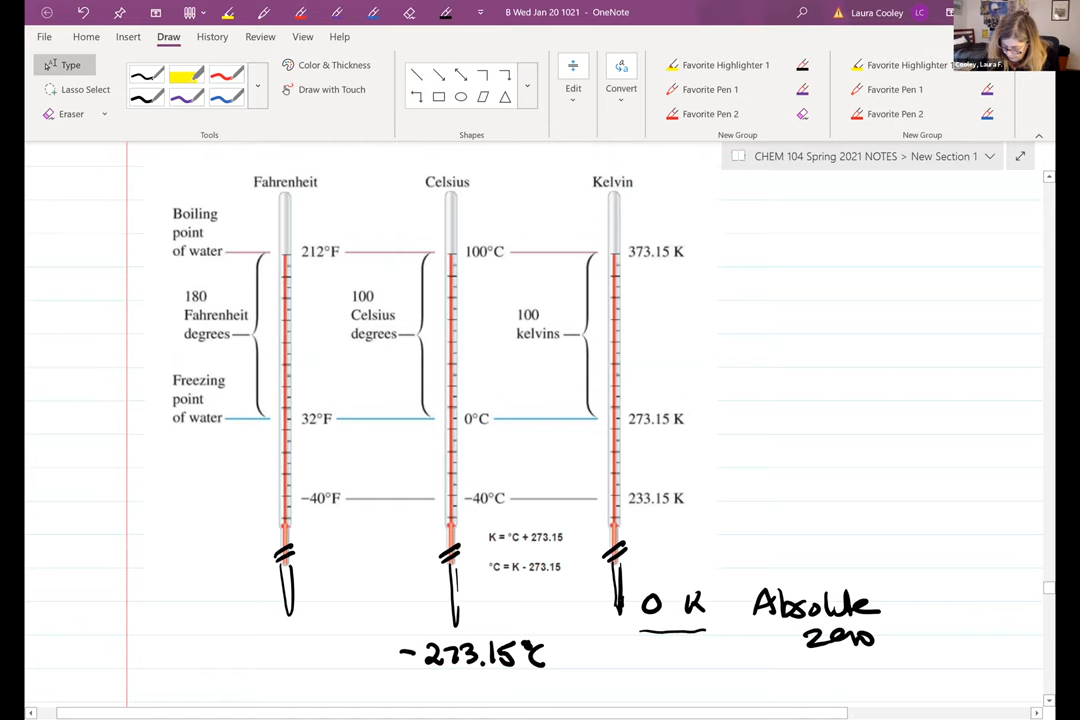 B Wed Jan 20 1021 - OneNote
Laura Cooley
LC
File Home Insert Draw History Review View Help
Type
Lasso Select
Eraser
Tools
Color & Thickness
Draw with Touch
Shapes
Edit
Convert
Favorite Highlighter 1
Favorite Pen 1
Favorite Pen 2
New Group
Favorite Highlighter 1
Favorite Pen 1
Favorite Pen 2
New Group
Cooley, Laura F.
CHEM 104 Spring 2021 NOTES > New Section 1
Fahrenheit Celsius Kelvin
Boiling
point
of water
212°F 100°C 373.15 K
180
Fahrenheit
degrees
100
Celsius
degrees
100
kelvins
Freezing
point
of water
32°F 0°C 273.15 K
−40°F −40°C 233.15 K
K = °C + 273.15
°C = K - 273.15
0 K Absolute
zero
-273.15°C